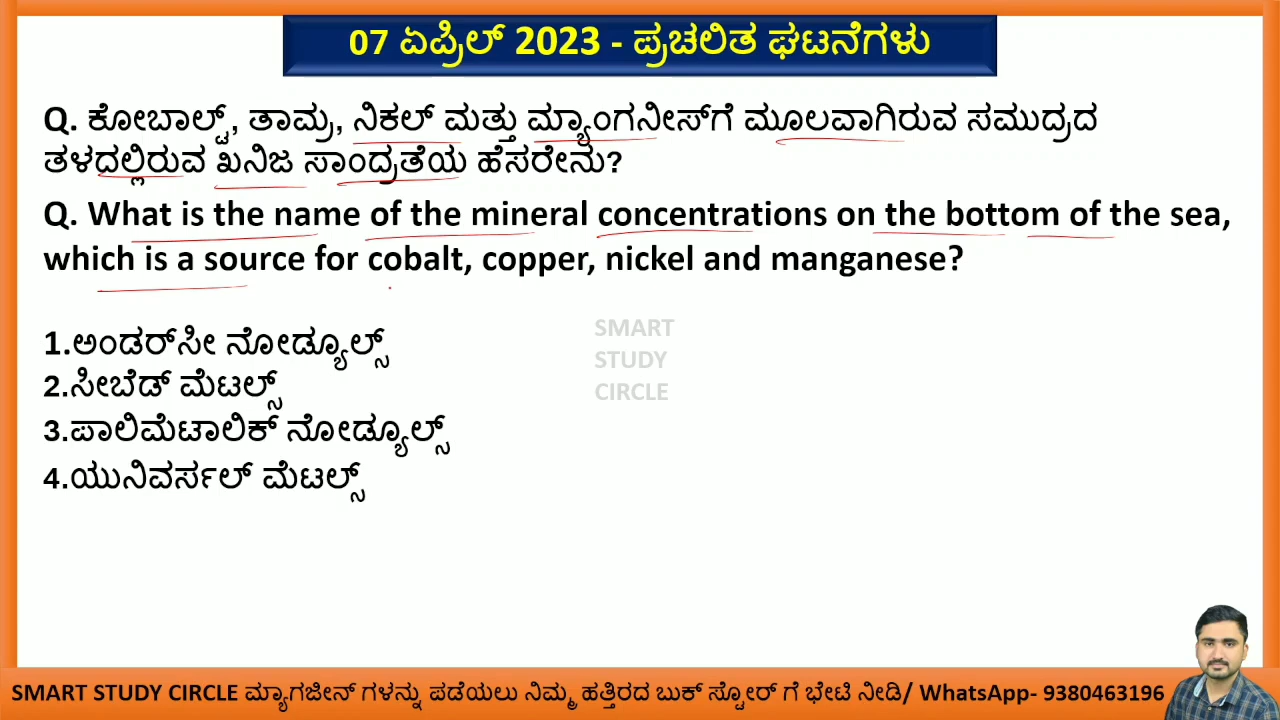 07 ಏಪ್ರಿಲ್ 2023 - ಪ್ರಚಲಿತ ಘಟನೆಗಳು
Q. ಕೋಬಾಲ್ಟ್, ತಾಮ್ರ, ನಿಕಲ್ ಮತ್ತು ಮ್ಯಾಂಗನೀಸ್‌ಗೆ ಮೂಲವಾಗಿರುವ ಸಮುದ್ರದ
ತಳದಲ್ಲಿರುವ ಖನಿಜ ಸಾಂದ್ರತೆಯ ಹೆಸರೇನು?
Q. What is the name of the mineral concentrations on the bottom of the sea,
which is a source for cobalt, copper, nickel and manganese?
1.ಅಂಡರ್‌ಸೀ ನೋಡ್ಯೂಲ್ಸ್
2.ಸೀಬೆಡ್ ಮೆಟಲ್ಸ್
3.ಪಾಲಿಮೆಟಾಲಿಕ್ ನೋಡ್ಯೂಲ್ಸ್
4.ಯುನಿವರ್ಸಲ್ ಮೆಟಲ್ಸ್
SMART
STUDY
CIRCLE
SMART STUDY CIRCLE ಮ್ಯಾಗಜೀನ್ ಗಳನ್ನು ಪಡೆಯಲು ನಿಮ್ಮ ಹತ್ತಿರದ ಬುಕ್ ಸ್ಟೋರ್ ಗೆ ಭೇಟಿ ನೀಡಿ/ WhatsApp- 9380463196